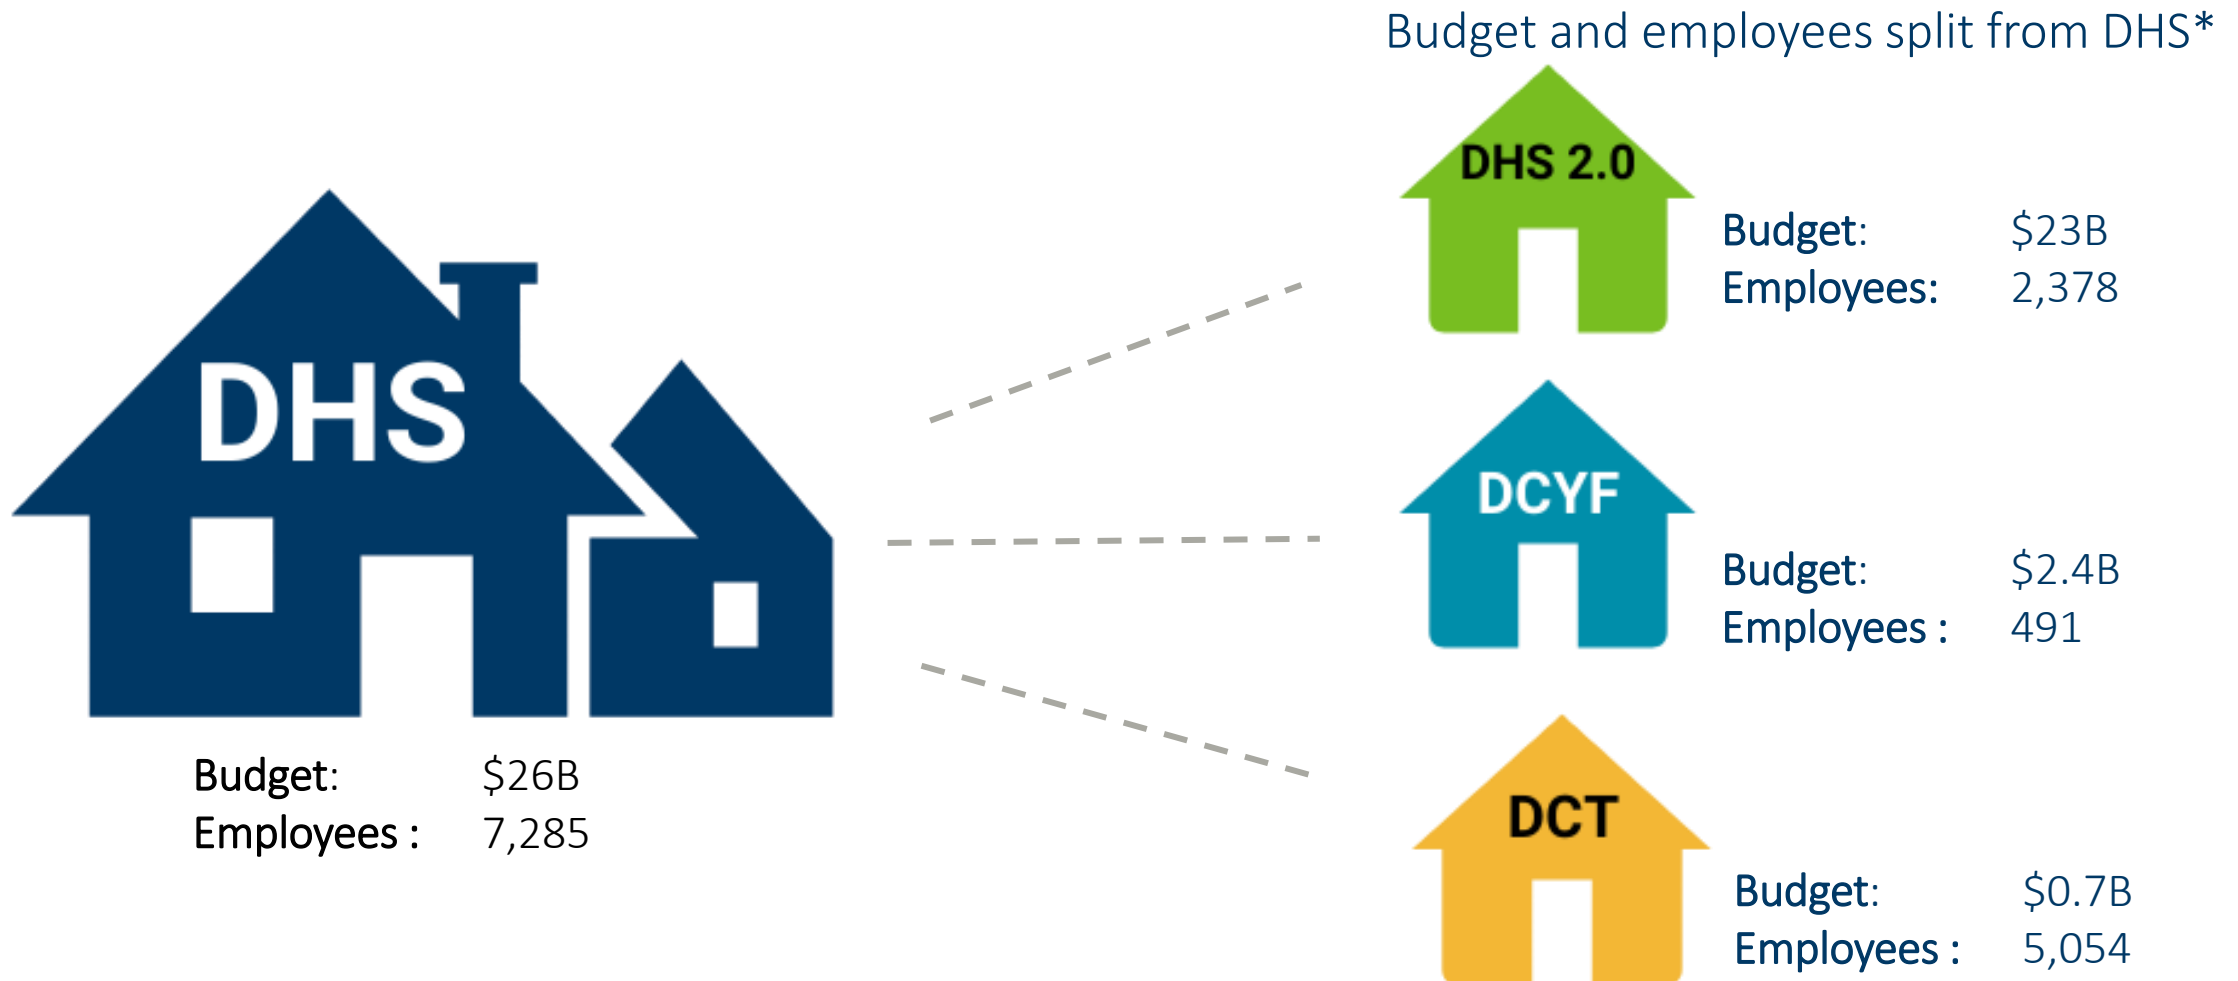 Budget and employees split from DHS*
DHS
Budget: $26B
Employees : 7,285
DHS 2.0
Budget: $23B
Employees: 2,378
DCYF
Budget: $2.4B
Employees : 491
DCT
Budget: $0.7B
Employees : 5,054